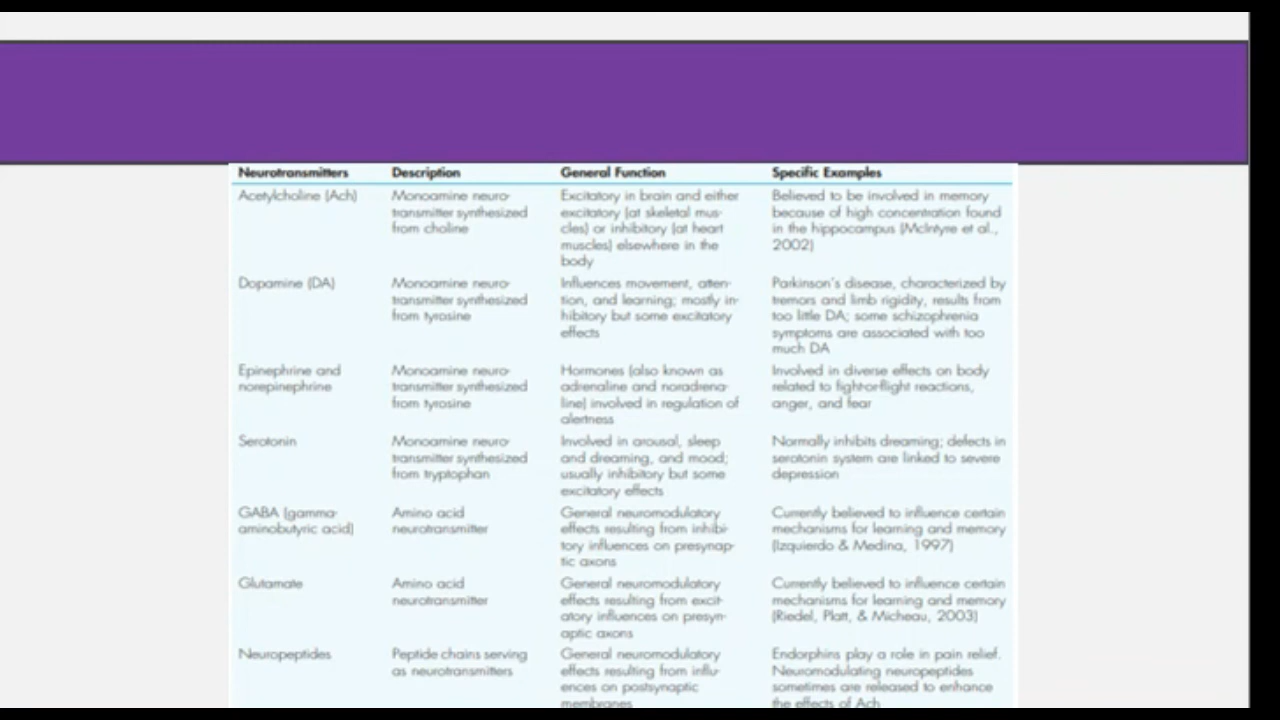 Neurotransmitters Description General Function Specific Examples
Acetylcholine (Ach) Monoamine neuro- Excitatory in brain and either Believed to be involved in memory
transmitter synthesized excitatory (at skeletal mus- because of high concentration found
from choline cles) or inhibitory (at heart in the hippocampus (McIntyre et al.,
muscles) elsewhere in the 2002)
body
Dopamine (DA) Monoamine neuro- Influences movement, atten- Parkinson's disease, characterized by
transmitter synthesized tion, and learning; mostly in- tremors and limb rigidity, results from
from tyrosine hibitory but some excitatory too little DA; some schizophrenia
effects symptoms are associated with too
much DA
Epinephrine and Monoamine neuro- Hormones (also known as Involved in diverse effects on body
norepinephrine transmitter synthesized adrenaline and noradrena- related to fight-or-flight reactions,
from tyrosine line) involved in regulation of anger, and fear
alertness
Serotonin Monoamine neuro- Involved in arousal, sleep Normally inhibits dreaming; defects in
transmitter synthesized and dreaming, and mood; serotonin system are linked to severe
from tryptophan usually inhibitory but some depression
excitatory effects
GABA (gamma- Amino acid General neuromodulatory Currently believed to influence certain
aminobutyric acid) neurotransmitter effects resulting from inhibi- mechanisms for learning and memory
tory influences on presynap- (Izquierdo & Medina, 1997)
tic axons
Glutamate Amino acid General neuromodulatory Currently believed to influence certain
neurotransmitter effects resulting from excit- mechanisms for learning and memory
atory influences on presyn- (Riedel, Platt, & Micheau, 2003)
aptic axons
Neuropeptides Peptide chains serving General neuromodulatory Endorphins play a role in pain relief.
as neurotransmitters effects resulting from influ- Neuromodulating neuropeptides
ences on postsynaptic sometimes are released to enhance
membranes the effects of Ach